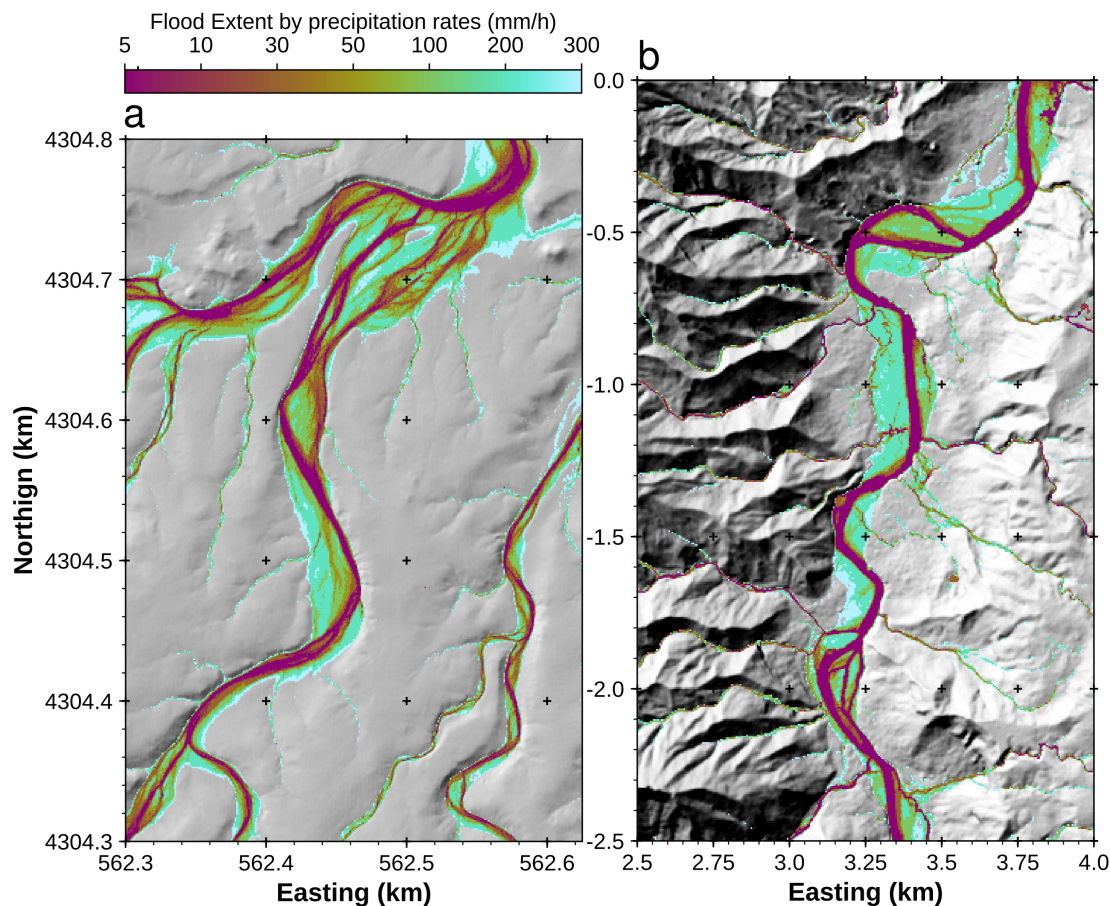 Flood Extent by precipitation rates (mm/h)
5 10 30 50 100 200 300
a
b
4304.8
4304.7
4304.6
4304.5
4304.4
4304.3
Northign (km)
562.3 562.4 562.5 562.6
Easting (km)
0.0
-0.5
-1.0
-1.5
-2.0
-2.5
2.5 2.75 3.0 3.25 3.5 3.75 4.0
Easting (km)